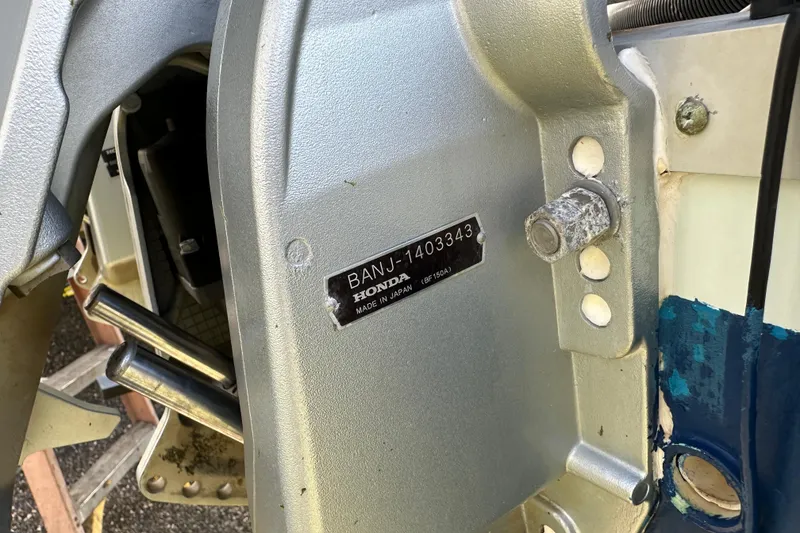 BANJ-1403343
HONDA
MADE IN JAPAN (BF150A)